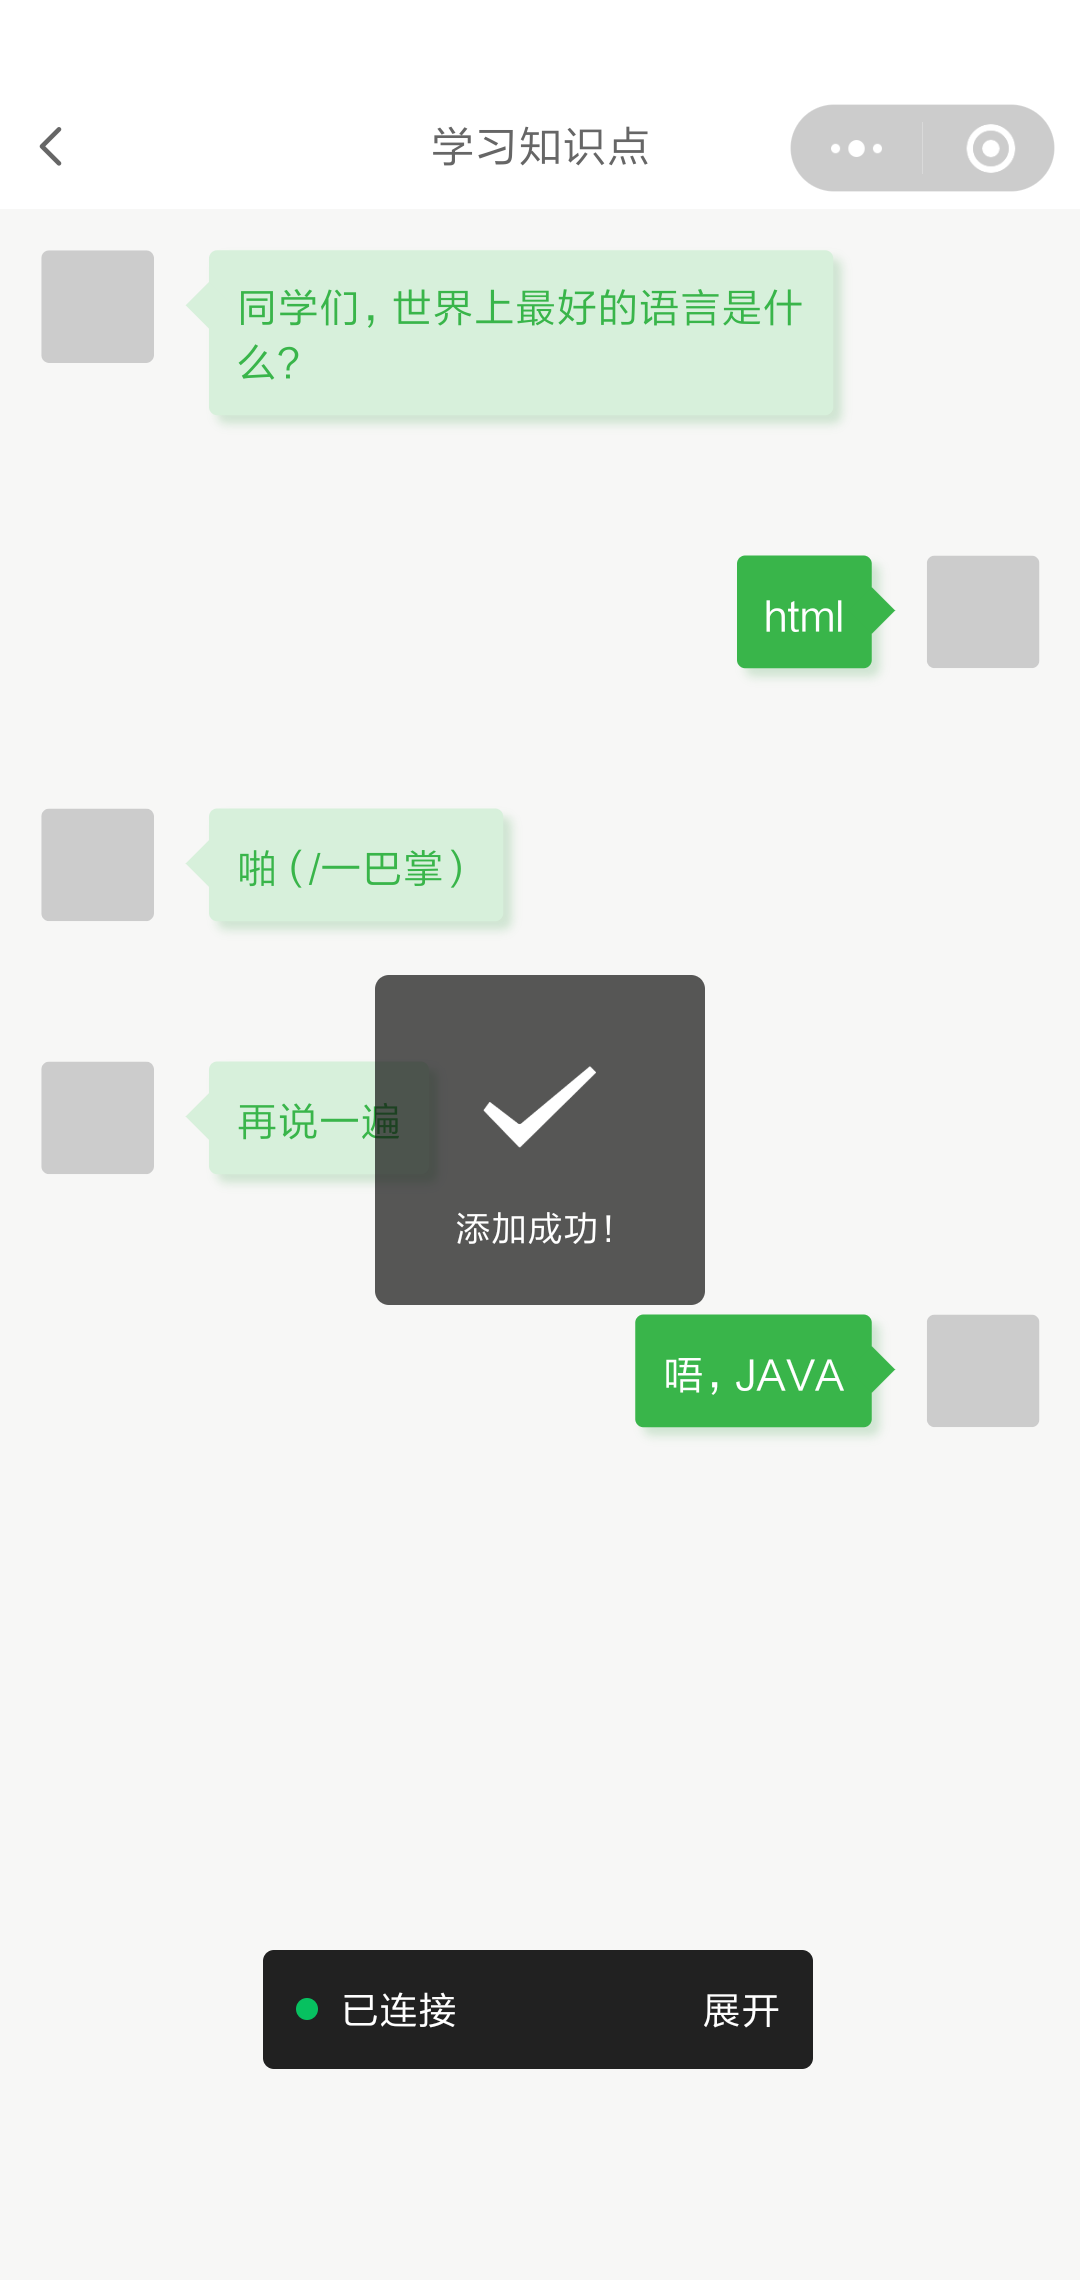 学习知识点
同学们，世界上最好的语言是什
么？
html
啪（/一巴掌）
再说一遍
添加成功！
唔，JAVA
已连接 展开